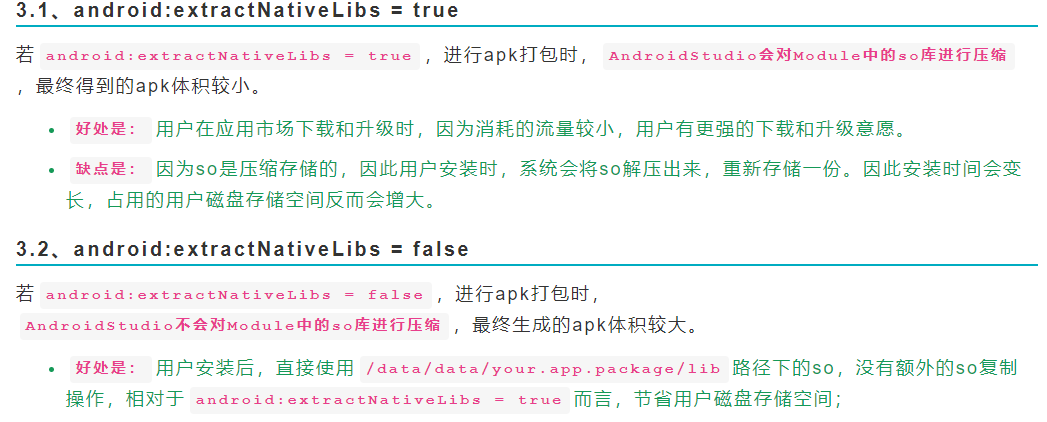 3.1、android:extractNativeLibs = true
若 android:extractNativeLibs = true ，进行apk打包时， AndroidStudio会对Module中的so库进行压缩
，最终得到的apk体积较小。
• 好处是： 用户在应用市场下载和升级时，因为消耗的流量较小，用户有更强的下载和升级意愿。
• 缺点是： 因为so是压缩存储的，因此用户安装时，系统会将so解压出来，重新存储一份。因此安装时间会变
长，占用的用户磁盘存储空间反而会增大。
3.2、android:extractNativeLibs = false
若 android:extractNativeLibs = false ，进行apk打包时，
AndroidStudio不会对Module中的so库进行压缩 ，最终生成的apk体积较大。
• 好处是： 用户安装后，直接使用 /data/data/your.app.package/lib 路径下的so，没有额外的so复制
操作，相对于 android:extractNativeLibs = true 而言，节省用户磁盘存储空间；